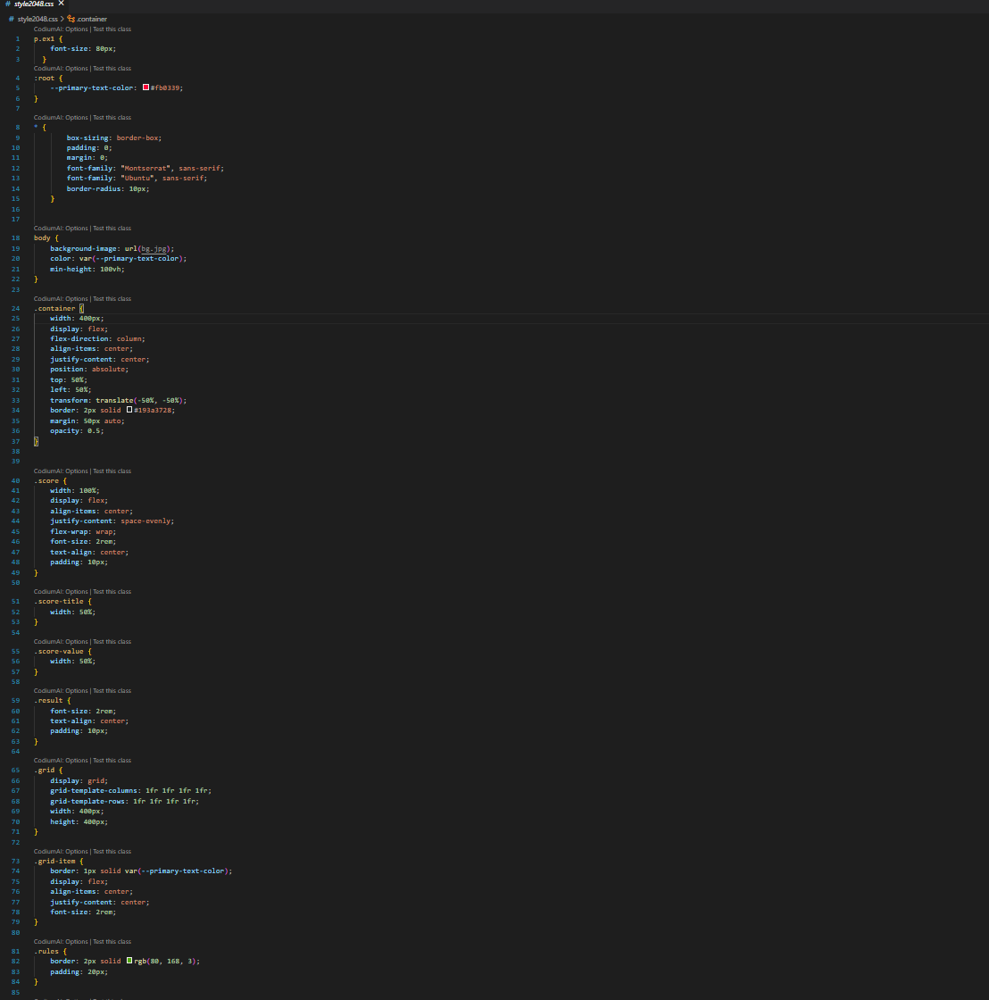 # style2048.css ×
# style2048.css > .container
CodiumAI: Options | Test this class
1 p.ex1 {
2 font-size: 80px;
3 }
CodiumAI: Options | Test this class
4 :root {
5 --primary-text-color: #fb0339;
6 }
7
CodiumAI: Options | Test this class
8 * {
9 box-sizing: border-box;
10 padding: 0;
11 margin: 0;
12 font-family: "Montserrat", sans-serif;
13 font-family: "Ubuntu", sans-serif;
14 border-radius: 10px;
15 }
16
17
CodiumAI: Options | Test this class
18 body {
19 background-image: url(bg.jpg);
20 color: var(--primary-text-color);
21 min-height: 100vh;
22 }
23
CodiumAI: Options | Test this class
24 .container {
25 width: 400px;
26 display: flex;
27 flex-direction: column;
28 align-items: center;
29 justify-content: center;
30 position: absolute;
31 top: 50%;
32 left: 50%;
33 transform: translate(-50%, -50%);
34 border: 2px solid #193a3728;
35 margin: 50px auto;
36 opacity: 0.5;
37 }
38
39
CodiumAI: Options | Test this class
40 .score {
41 width: 100%;
42 display: flex;
43 align-items: center;
44 justify-content: space-evenly;
45 flex-wrap: wrap;
46 font-size: 2rem;
47 text-align: center;
48 padding: 10px;
49 }
50
CodiumAI: Options | Test this class
51 .score-title {
52 width: 50%;
53 }
54
CodiumAI: Options | Test this class
55 .score-value {
56 width: 50%;
57 }
58
CodiumAI: Options | Test this class
59 .result {
60 font-size: 2rem;
61 text-align: center;
62 padding: 10px;
63 }
64
CodiumAI: Options | Test this class
65 .grid {
66 display: grid;
67 grid-template-columns: 1fr 1fr 1fr 1fr;
68 grid-template-rows: 1fr 1fr 1fr 1fr;
69 width: 400px;
70 height: 400px;
71 }
72
CodiumAI: Options | Test this class
73 .grid-item {
74 border: 1px solid var(--primary-text-color);
75 display: flex;
76 align-items: center;
77 justify-content: center;
78 font-size: 2rem;
79 }
80
CodiumAI: Options | Test this class
81 .rules {
82 border: 2px solid rgb(80, 168, 3);
83 padding: 20px;
84 }
85